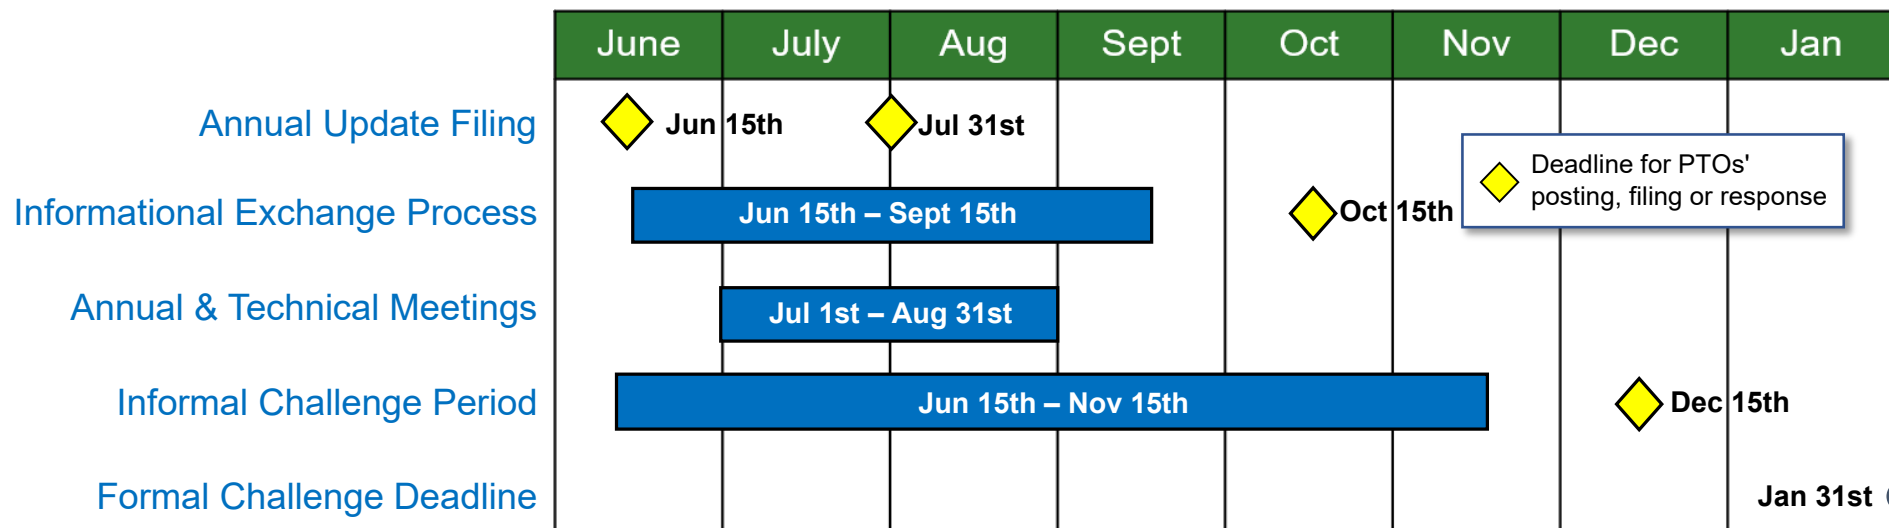 June July Aug Sept Oct Nov Dec Jan
Annual Update Filing Jun 15th Jul 31st
Deadline for PTOs'
posting, filing or response
Informational Exchange Process Jun 15th – Sept 15th Oct 15th
Annual & Technical Meetings Jul 1st – Aug 31st
Informal Challenge Period Jun 15th – Nov 15th Dec 15th
Formal Challenge Deadline Jan 31st